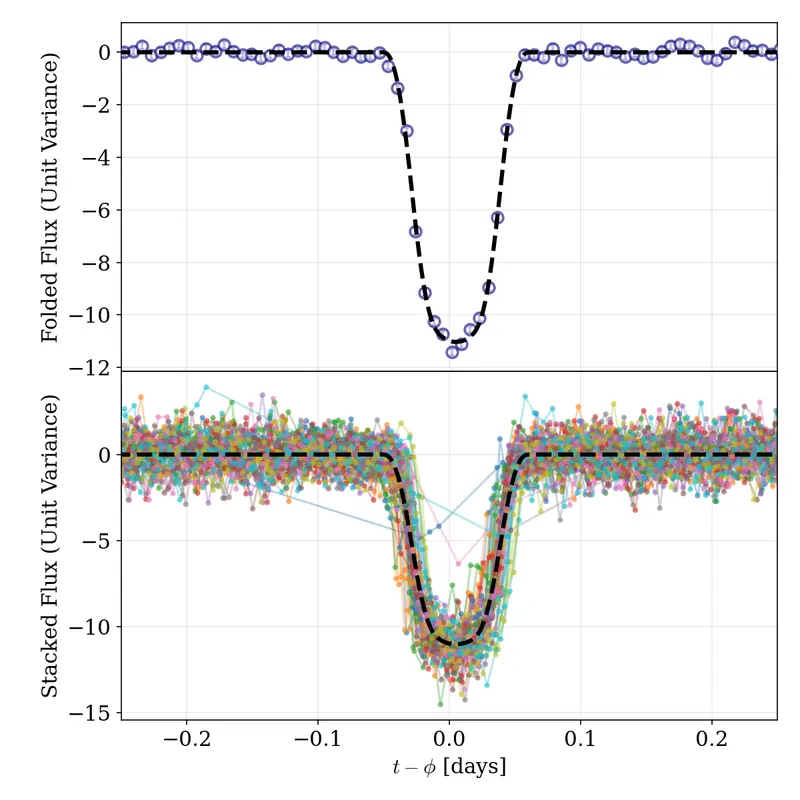 Folded Flux (Unit Variance)
0
−2
−4
−6
−8
−10
−12
Stacked Flux (Unit Variance)
0
−5
−10
−15
−0.2 −0.1 0.0 0.1 0.2
t − ϕ [days]